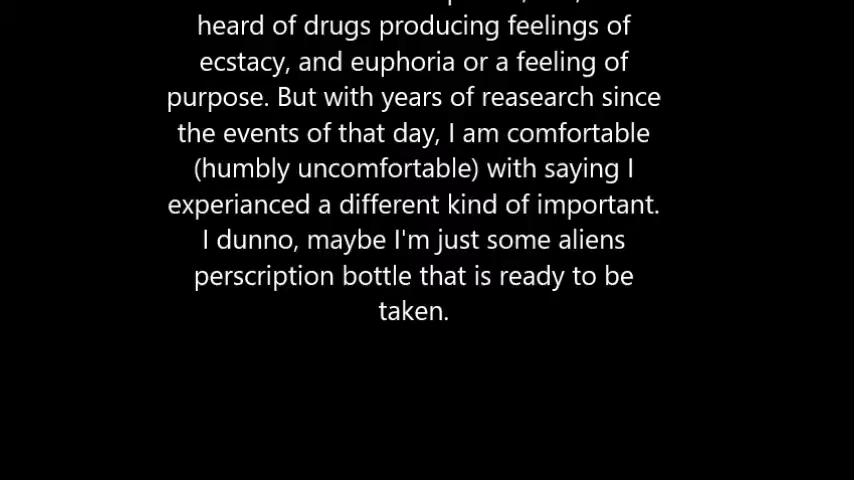 heard of drugs producing feelings of
ecstacy, and euphoria or a feeling of
purpose. But with years of reasearch since
the events of that day, I am comfortable
(humbly uncomfortable) with saying I
experianced a different kind of important.
I dunno, maybe I'm just some aliens
perscription bottle that is ready to be
taken.